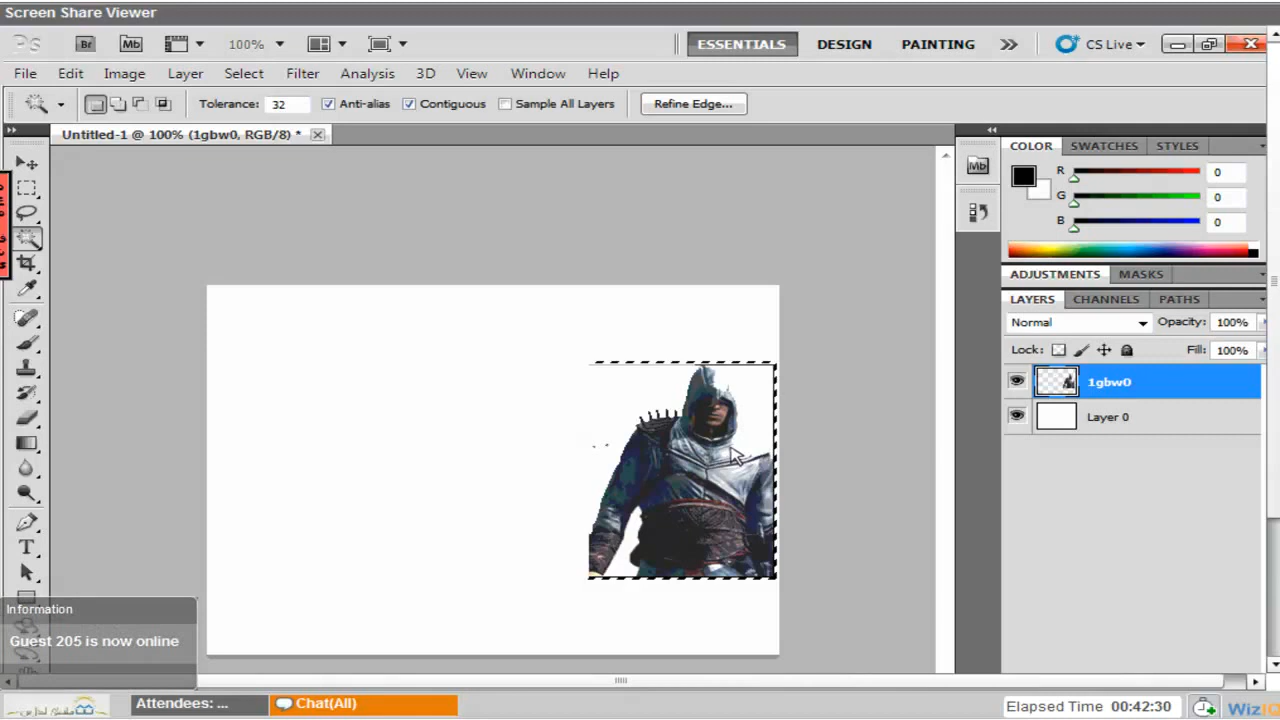 Screen Share Viewer
Ps Br Mb 100% ESSENTIALS DESIGN PAINTING CS Live
File Edit Image Layer Select Filter Analysis 3D View Window Help
Tolerance: 32 Anti-alias Contiguous Sample All Layers Refine Edge...
Untitled-1 @ 100% (1gbw0, RGB/8) *
COLOR SWATCHES STYLES
Mb
R 0
G 0
B 0
ADJUSTMENTS MASKS
LAYERS CHANNELS PATHS
Normal Opacity: 100%
Lock: Fill: 100%
1gbw0
Layer 0
T
Information
Guest 205 is now online
Attendees: ... Chat(All) Elapsed Time 00:42:30 WizIQ